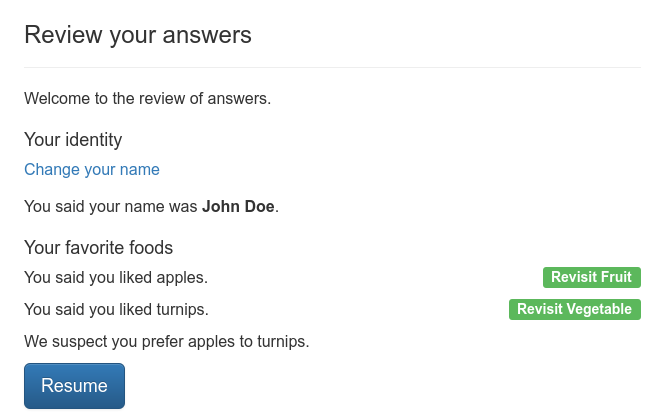 Review your answers
Welcome to the review of answers.
Your identity
Change your name
You said your name was John Doe.
Your favorite foods
You said you liked apples. Revisit Fruit
You said you liked turnips. Revisit Vegetable
We suspect you prefer apples to turnips.
Resume